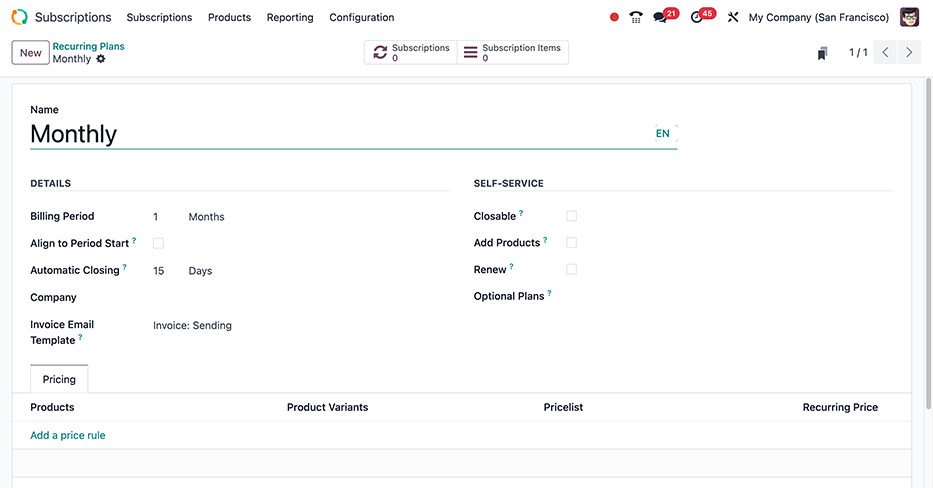 Subscriptions Subscriptions Products Reporting Configuration 21 45 My Company (San Francisco)
New Recurring Plans Subscriptions Subscription Items 1 / 1
Monthly 0 0
Name
Monthly EN
DETAILS SELF-SERVICE
Billing Period 1 Months Closable ?
Align to Period Start ? Add Products ?
Automatic Closing ? 15 Days Renew ?
Company Optional Plans ?
Invoice Email Invoice: Sending
Template ?
Pricing
Products Product Variants Pricelist Recurring Price
Add a price rule